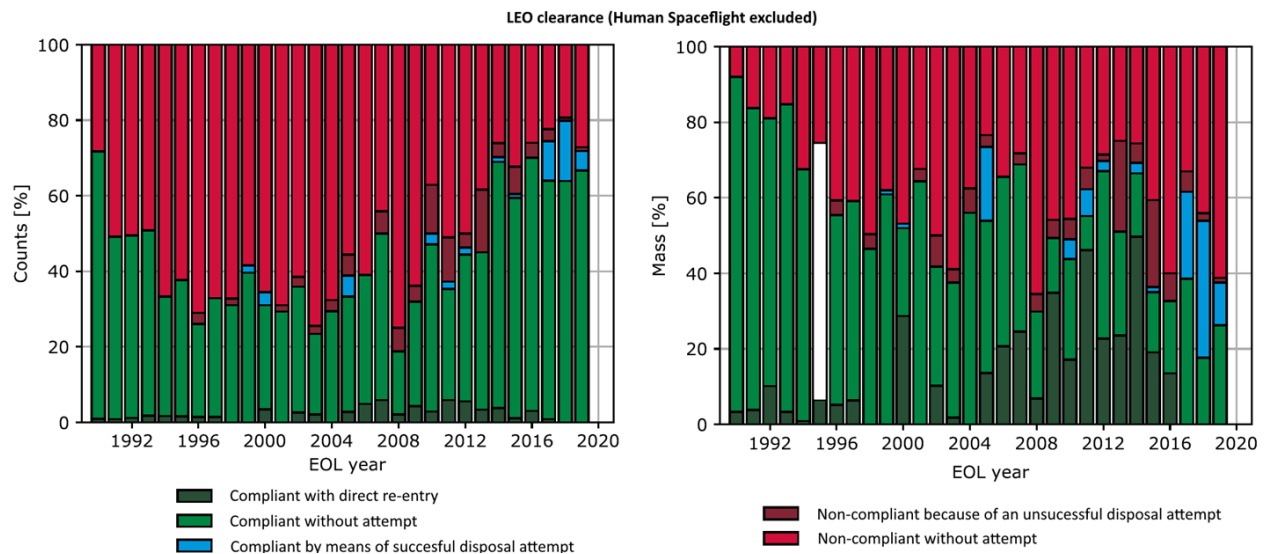 LEO clearance (Human Spaceflight excluded)
100
80
60
40
20
0
Counts [%]
1992 1996 2000 2004 2008 2012 2016 2020
EOL year
100
80
60
40
20
0
Mass [%]
1992 1996 2000 2004 2008 2012 2016 2020
EOL year
Compliant with direct re-entry
Compliant without attempt
Compliant by means of succesful disposal attempt
Non-compliant because of an unsucessful disposal attempt
Non-compliant without attempt